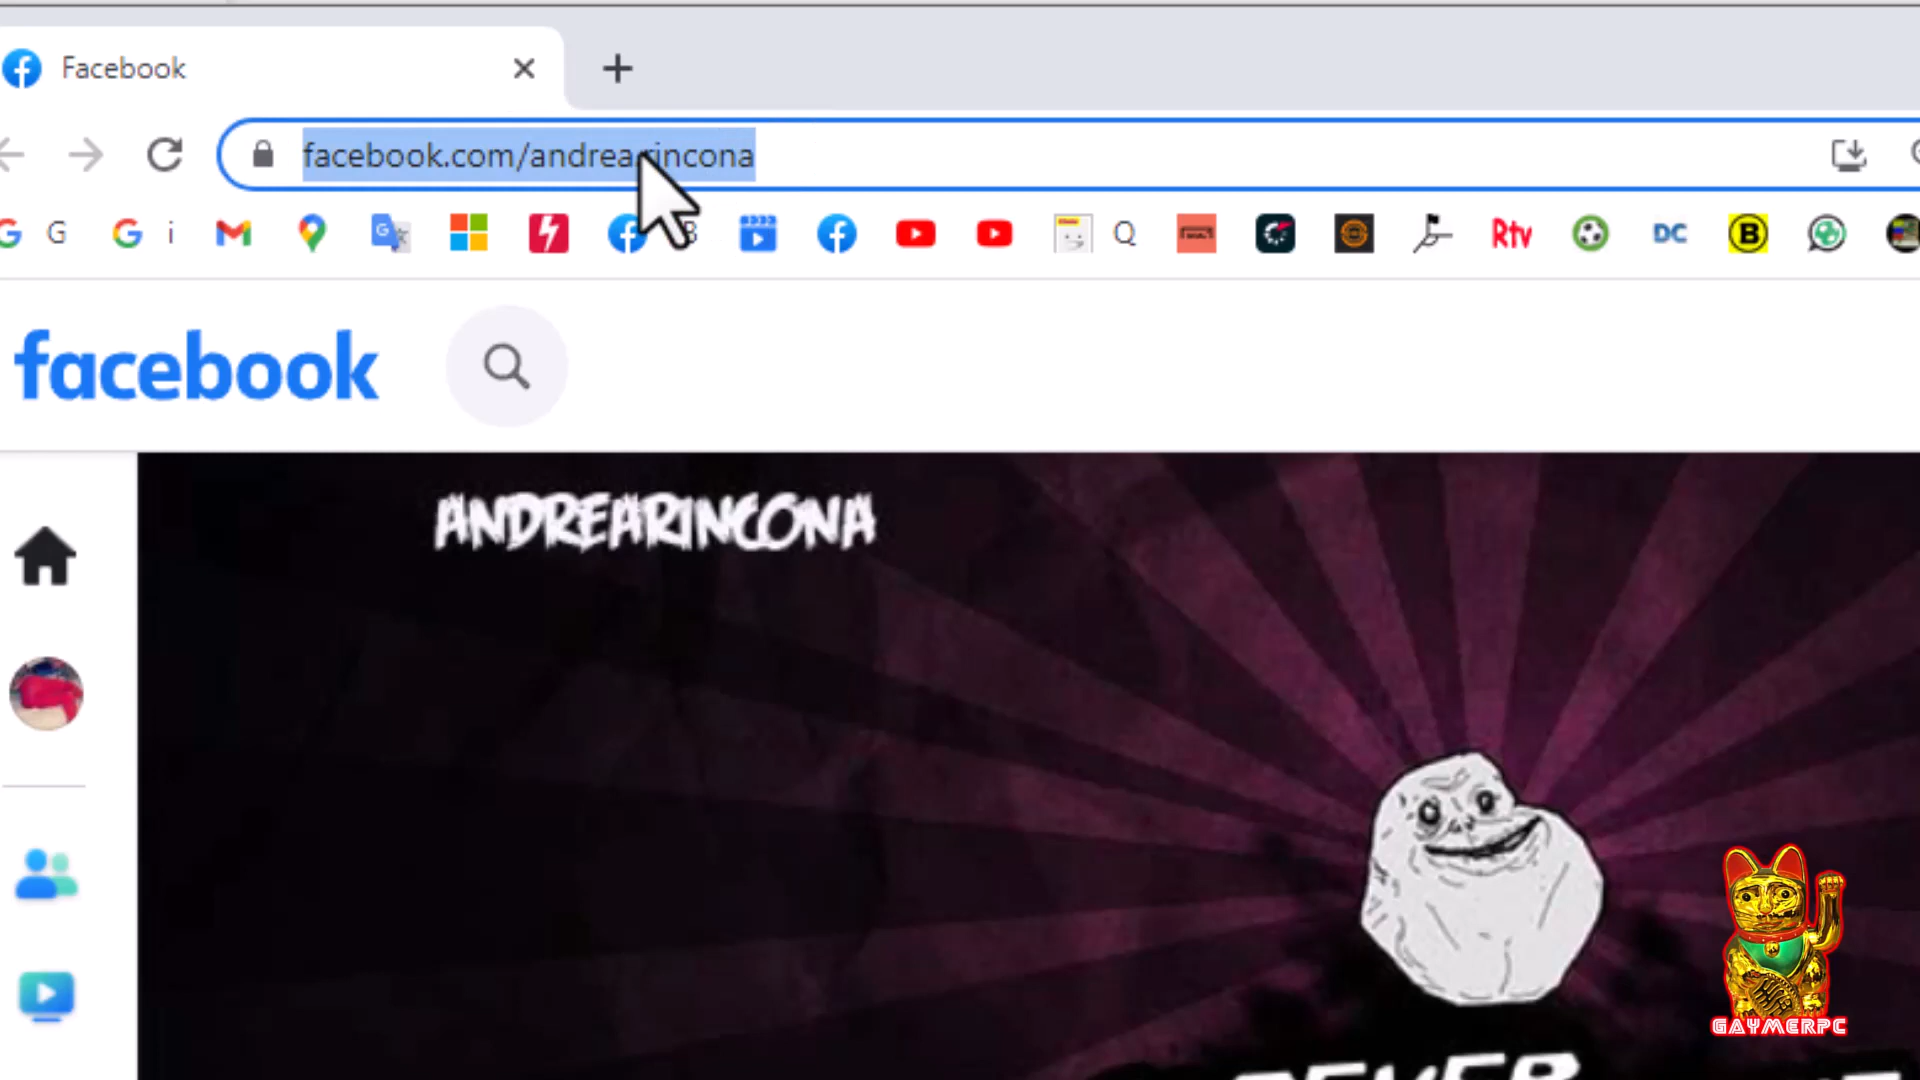 Facebook
facebook.com/andrearincona
G i B Q Rtv DC B
facebook
ANDREARINCONA
GAYMERPC